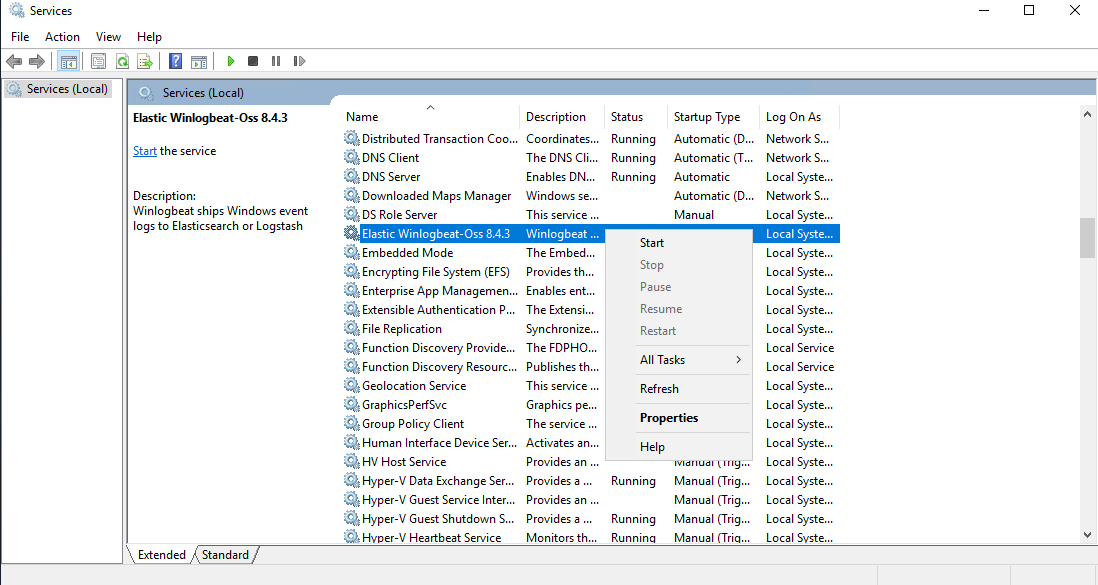 Services
File Action View Help
Services (Local)
Services (Local)
Elastic Winlogbeat-Oss 8.4.3
Start the service
Description:
Winlogbeat ships Windows event
logs to Elasticsearch or Logstash
Name Description Status Startup Type Log On As
Distributed Transaction Coo... Coordinates... Running Automatic (D... Network S...
DNS Client The DNS Cli... Running Automatic (T... Network S...
DNS Server Enables DN... Running Automatic Local Syste...
Downloaded Maps Manager Windows se... Automatic (D... Network S...
DS Role Server This service ... Manual Local Syste...
Elastic Winlogbeat-Oss 8.4.3 Winlogbeat ... Local Syste...
Embedded Mode The Embed... Local Syste...
Encrypting File System (EFS) Provides th... Local Syste...
Enterprise App Managemen... Enables ent... Local Syste...
Extensible Authentication P... The Extensi... Local Syste...
File Replication Synchronize... Local Syste...
Function Discovery Provide... The FDPHO... Local Service
Function Discovery Resourc... Publishes th... Local Service
Geolocation Service This service ... Local Syste...
GraphicsPerfSvc Graphics pe... Local Syste...
Group Policy Client The service ... Local Syste...
Human Interface Device Ser... Activates an... Local Syste...
HV Host Service Provides an ... Manual (Trig... Local Syste...
Hyper-V Data Exchange Ser... Provides a ... Running Manual (Trig... Local Syste...
Hyper-V Guest Service Inter... Provides an ... Manual (Trig... Local Syste...
Hyper-V Guest Shutdown S... Provides a ... Running Manual (Trig... Local Syste...
Hyper-V Heartbeat Service Monitors th... Running Manual (Trig... Local Syste...
Start
Stop
Pause
Resume
Restart
All Tasks
Refresh
Properties
Help
Extended Standard